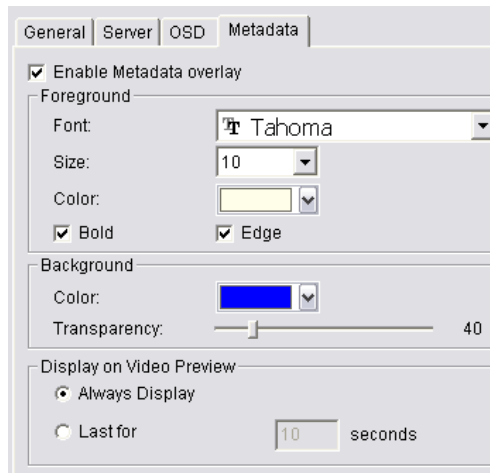 General Server OSD Metadata
Enable Metadata overlay
Foreground
Font: Tahoma
Size: 10
Color:
Bold Edge
Background
Color:
Transparency: 40
Display on Video Preview
Always Display
Last for 10 seconds